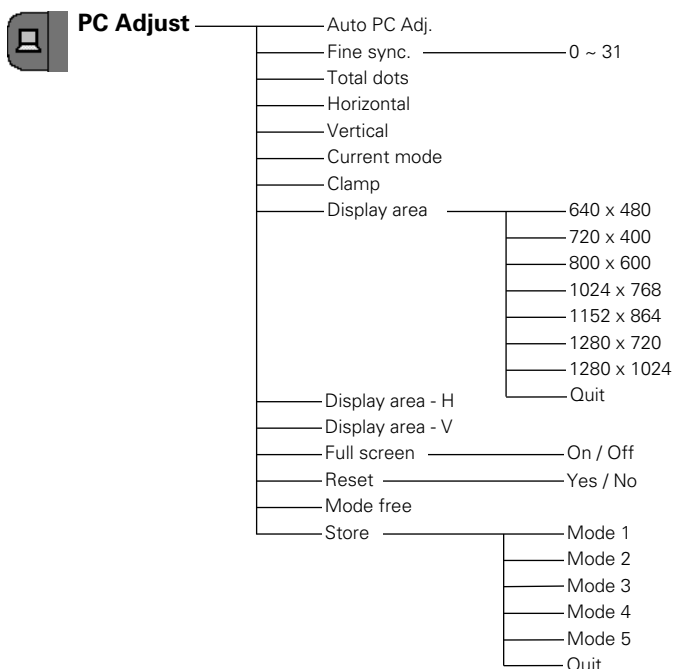 PC Adjust
Auto PC Adj.
Fine sync.
0 ~ 31
Total dots
Horizontal
Vertical
Current mode
Clamp
Display area
640 x 480
720 x 400
800 x 600
1024 x 768
1152 x 864
1280 x 720
1280 x 1024
Quit
Display area - H
Display area - V
Full screen
On / Off
Reset
Yes / No
Mode free
Store
Mode 1
Mode 2
Mode 3
Mode 4
Mode 5
Quit